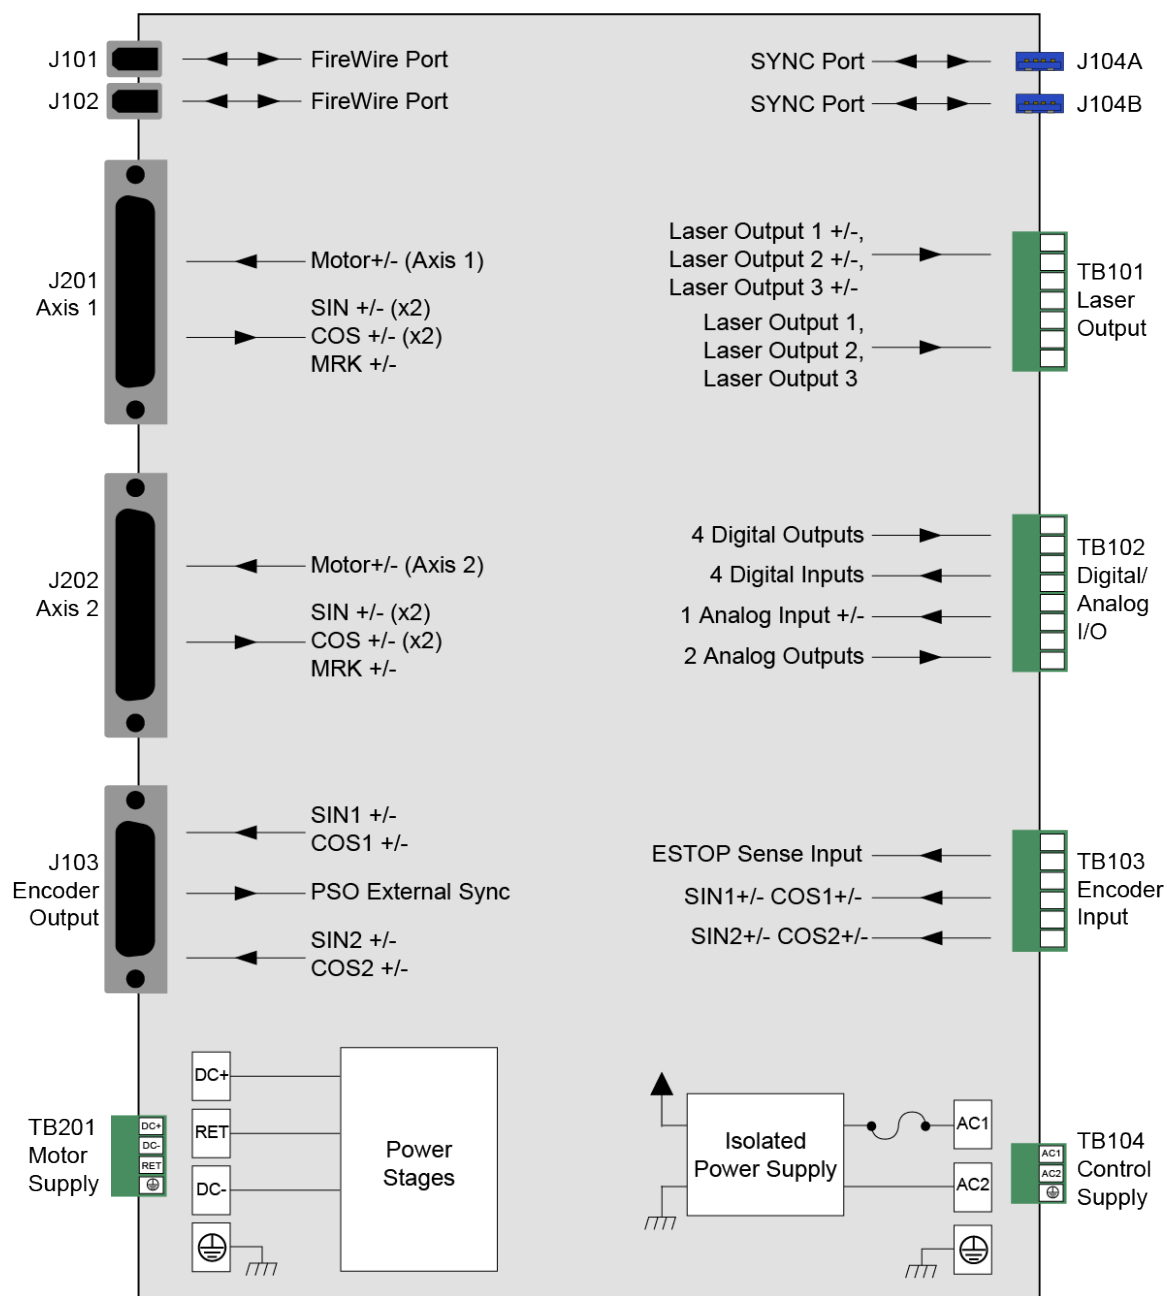 J101
FireWire Port
J102
FireWire Port
SYNC Port
J104A
SYNC Port
J104B
J201
Axis 1
Motor+/- (Axis 1)
SIN +/- (x2)
COS +/- (x2)
MRK +/-
Laser Output 1 +/-,
Laser Output 2 +/-,
Laser Output 3 +/-
Laser Output 1,
Laser Output 2,
Laser Output 3
TB101
Laser
Output
J202
Axis 2
Motor+/- (Axis 2)
SIN +/- (x2)
COS +/- (x2)
MRK +/-
4 Digital Outputs
4 Digital Inputs
1 Analog Input +/-
2 Analog Outputs
TB102
Digital/
Analog
I/O
J103
Encoder
Output
SIN1 +/-
COS1 +/-
PSO External Sync
SIN2 +/-
COS2 +/-
ESTOP Sense Input
SIN1+/- COS1+/-
SIN2+/- COS2+/-
TB103
Encoder
Input
TB201
Motor
Supply
DC+
DC-
RET
DC+
RET
DC-
Power
Stages
Isolated
Power Supply
AC1
AC2
AC1
AC2
TB104
Control
Supply